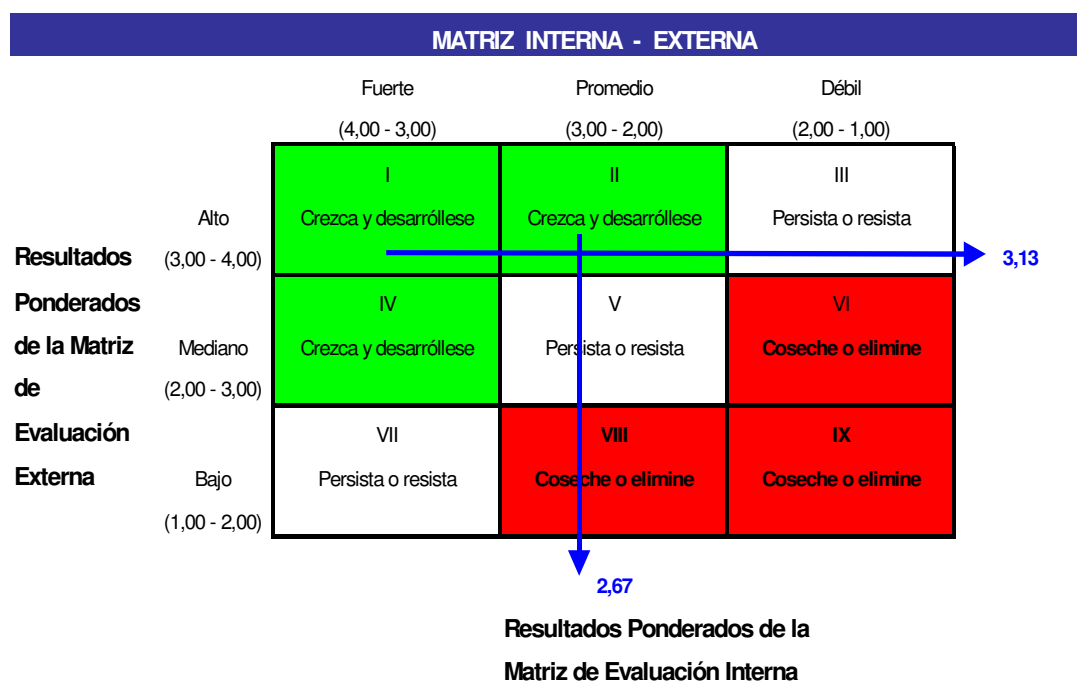 MATRIZ INTERNA - EXTERNA
Fuerte Promedio Débil
(4,00 - 3,00) (3,00 - 2,00) (2,00 - 1,00)
I II III
Alto Crezca y desarróllese Crezca y desarróllese Persista o resista
Resultados (3,00 - 4,00) 3,13
Ponderados IV V VI
de la Matriz Mediano Crezca y desarróllese Persista o resista Coseche o elimine
de (2,00 - 3,00)
Evaluación VII VIII IX
Externa Bajo Persista o resista Coseche o elimine Coseche o elimine
(1,00 - 2,00)
2,67
Resultados Ponderados de la
Matriz de Evaluación Interna